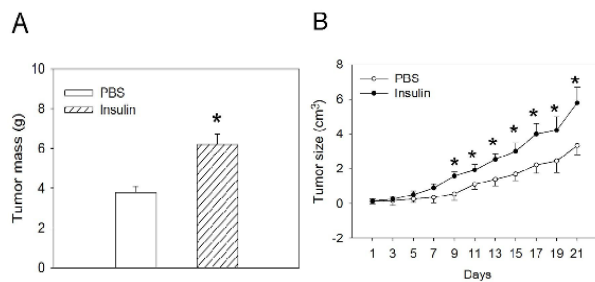 A
Tumor mass (g)
10
8
6
4
2
0
PBS
Insulin
*
B
Tumor size (cm³)
8
6
4
2
0
-2
PBS
Insulin
* * * * * * *
1 3 5 7 9 11 13 15 17 19 21
Days